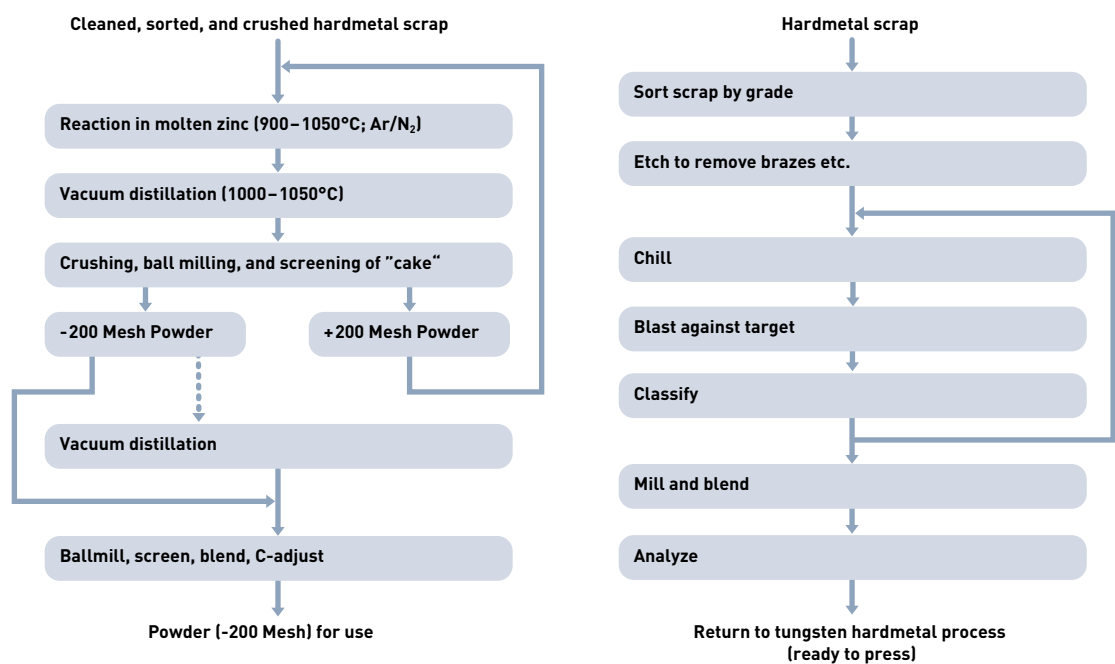 Cleaned, sorted, and crushed hardmetal scrap
Reaction in molten zinc (900–1050°C; Ar/N₂)
Vacuum distillation (1000–1050°C)
Crushing, ball milling, and screening of ”cake“
-200 Mesh Powder
+200 Mesh Powder
Vacuum distillation
Ballmill, screen, blend, C-adjust
Powder (-200 Mesh) for use
Hardmetal scrap
Sort scrap by grade
Etch to remove brazes etc.
Chill
Blast against target
Classify
Mill and blend
Analyze
Return to tungsten hardmetal process
(ready to press)